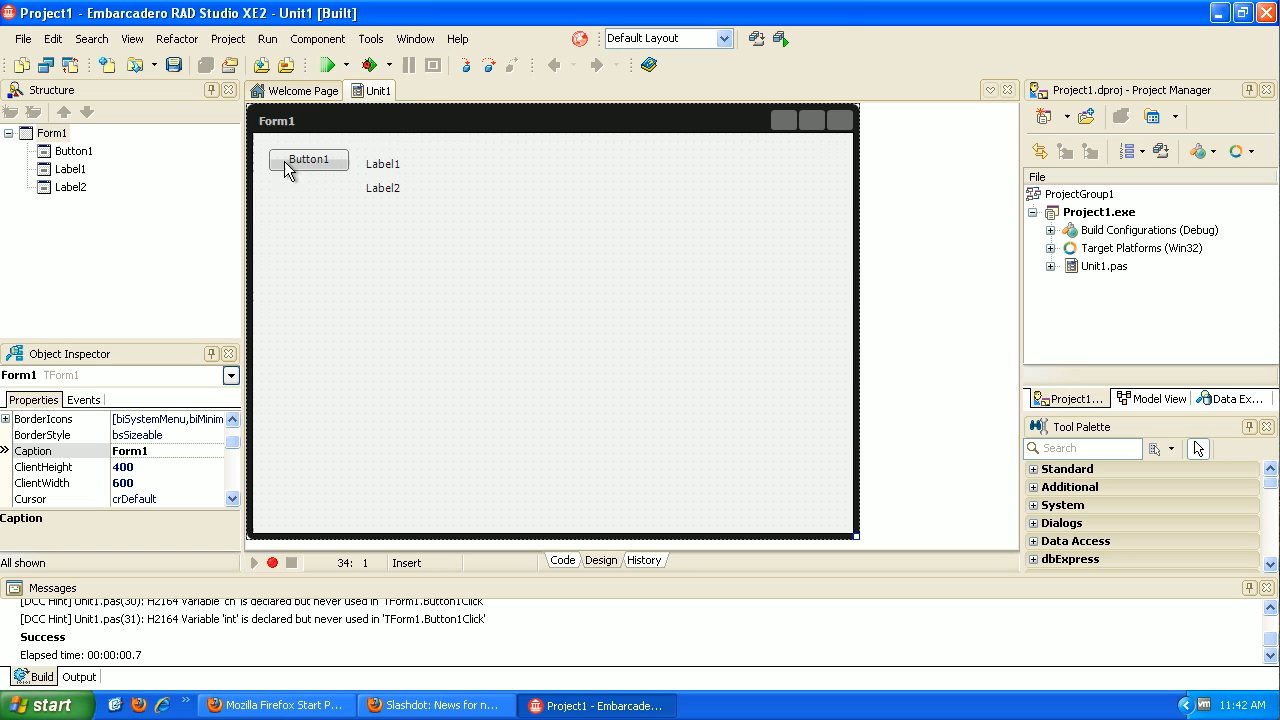 Project1 - Embarcadero RAD Studio XE2 - Unit1 [Built]
File Edit Search View Refactor Project Run Component Tools Window Help
Default Layout
Structure
Form1
Button1
Label1
Label2
Welcome Page Unit1
Form1
Button1
Label1
Label2
Object Inspector
Form1 TForm1
Properties Events
BorderIcons [biSystemMenu,biMinim
BorderStyle bsSizeable
Caption Form1
ClientHeight 400
ClientWidth 600
Cursor crDefault
Caption
All shown
34: 1 Insert
Code Design History
Project1.dproj - Project Manager
File
ProjectGroup1
Project1.exe
Build Configurations (Debug)
Target Platforms (Win32)
Unit1.pas
Project1... Model View Data Ex...
Tool Palette
Search
Standard
Additional
System
Dialogs
Data Access
dbExpress
Messages
[DCC Hint] Unit1.pas(30): H2164 Variable 'ch' is declared but never used in 'TForm1.Button1Click'
[DCC Hint] Unit1.pas(31): H2164 Variable 'int' is declared but never used in 'TForm1.Button1Click'
Success
Elapsed time: 00:00:00.7
Build Output
start
Mozilla Firefox Start P...
Slashdot: News for n...
Project1 - Embarcade...
11:42 AM